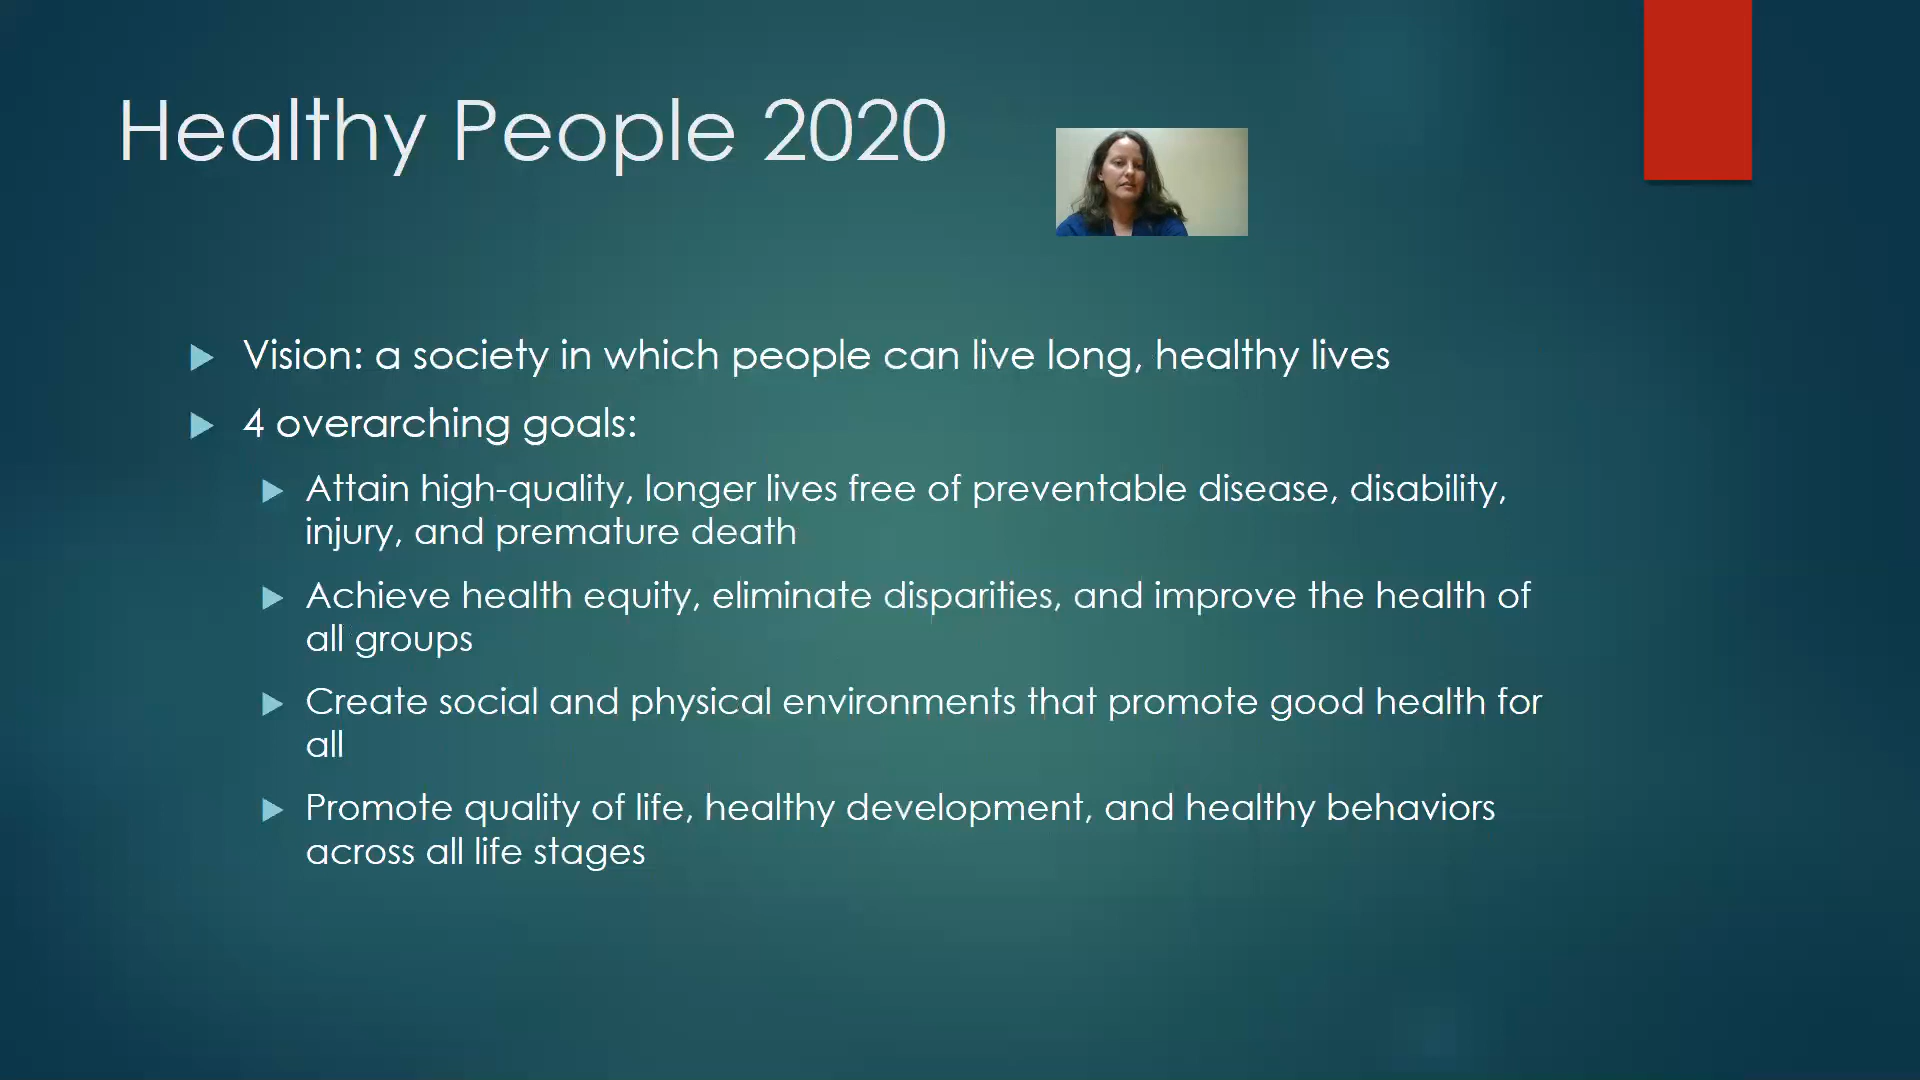 Healthy People 2020
Vision: a society in which people can live long, healthy lives
4 overarching goals:
Attain high-quality, longer lives free of preventable disease, disability,
injury, and premature death
Achieve health equity, eliminate disparities, and improve the health of
all groups
Create social and physical environments that promote good health for
all
Promote quality of life, healthy development, and healthy behaviors
across all life stages